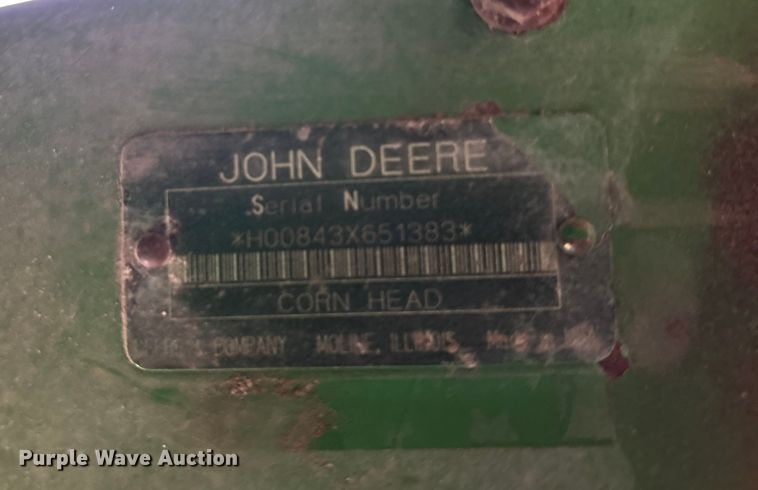 JOHN DEERE
Serial Number
*H00843X651383*
CORN HEAD
COMPANY MOLINE, ILLINOIS
Purple Wave Auction